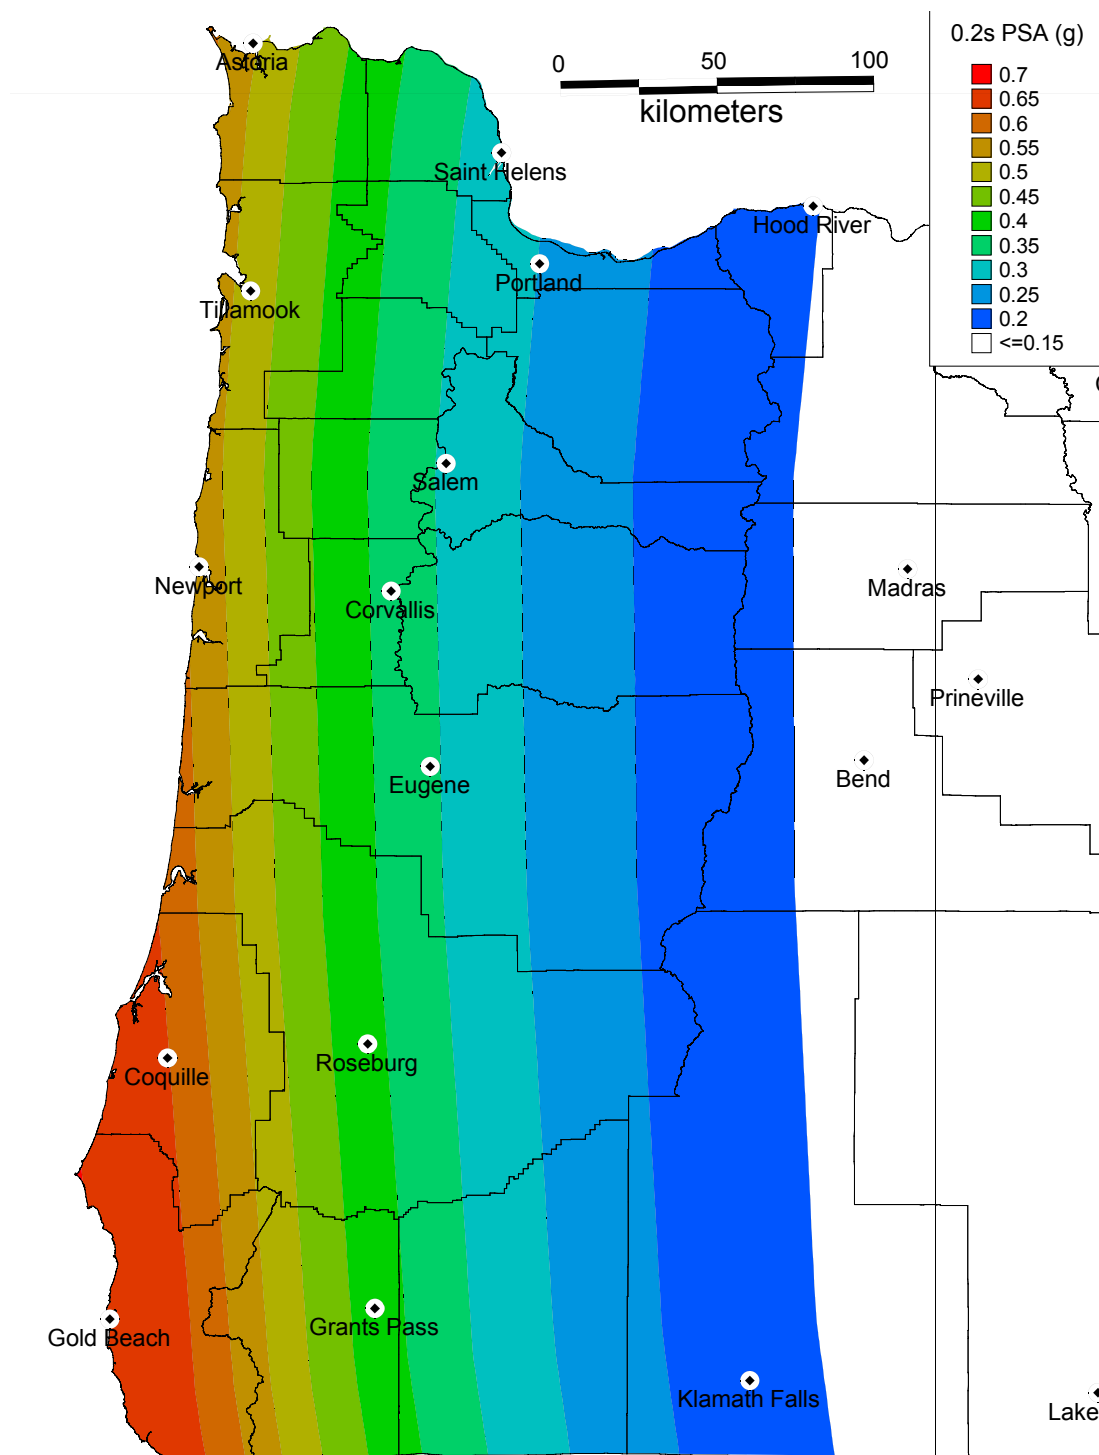 0.2s PSA (g)
0.7
0.65
0.6
0.55
0.5
0.45
0.4
0.35
0.3
0.25
0.2
<=0.15
0 50 100
kilometers
Astoria
Saint Helens
Hood River
Portland
Tillamook
Salem
Newport
Corvallis
Madras
Prineville
Eugene
Bend
Coquille
Roseburg
Gold Beach
Grants Pass
Klamath Falls
Lake